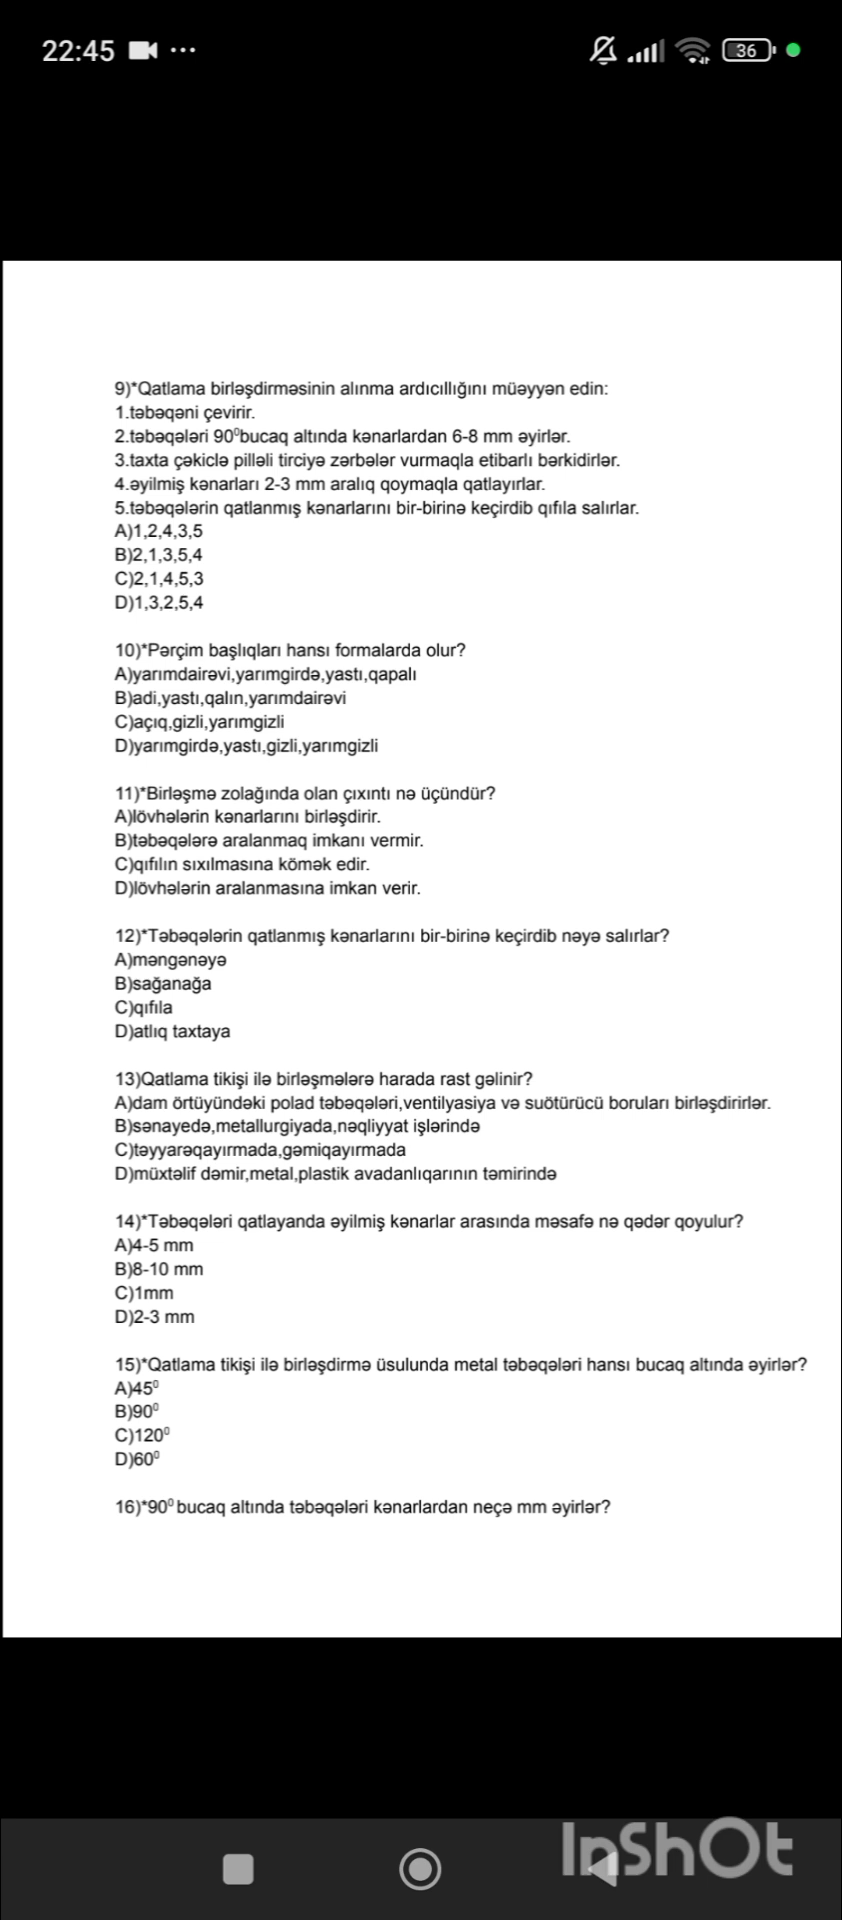 22:45
36
9)*Qatlama birləşdirməsinin alınma ardıcıllığını müəyyən edin:
1.təbəqəni çevirir.
2.təbəqələri 90⁰bucaq altında kənarlardan 6-8 mm əyirlər.
3.taxta çəkiclə pilləli tirciyə zərbələr vurmaqla etibarlı bərkidirlər.
4.əyilmiş kənarları 2-3 mm aralıq qoymaqla qatlayırlar.
5.təbəqələrin qatlanmış kənarlarını bir-birinə keçirdib qıfıla salırlar.
A)1,2,4,3,5
B)2,1,3,5,4
C)2,1,4,5,3
D)1,3,2,5,4
10)*Pərçim başlıqları hansı formalarda olur?
A)yarımdairəvi,yarımgirdə,yastı,qapalı
B)adi,yastı,qalın,yarımdairəvi
C)açıq,gizli,yarımgizli
D)yarımgirdə,yastı,gizli,yarımgizli
11)*Birləşmə zolağında olan çıxıntı nə üçündür?
A)lövhələrin kənarlarını birləşdirir.
B)təbəqələrə aralanmaq imkanı vermir.
C)qıfılın sıxılmasına kömək edir.
D)lövhələrin aralanmasına imkan verir.
12)*Təbəqələrin qatlanmış kənarlarını bir-birinə keçirdib nəyə salırlar?
A)məngənəyə
B)sağanağa
C)qıfıla
D)atlıq taxtaya
13)Qatlama tikişi ilə birləşmələrə harada rast gəlinir?
A)dam örtüyündəki polad təbəqələri,ventilyasiya və suötürücü boruları birləşdirirlər.
B)sənayedə,metallurgiyada,nəqliyyat işlərində
C)təyyarəqayırmada,gəmiqayırmada
D)müxtəlif dəmir,metal,plastik avadanlıqarının təmirində
14)*Təbəqələri qatlayanda əyilmiş kənarlar arasında məsafə nə qədər qoyulur?
A)4-5 mm
B)8-10 mm
C)1mm
D)2-3 mm
15)*Qatlama tikişi ilə birləşdirmə üsulunda metal təbəqələri hansı bucaq altında əyirlər?
A)45⁰
B)90⁰
C)120⁰
D)60⁰
16)*90⁰ bucaq altında təbəqələri kənarlardan neçə mm əyirlər?
InShOt